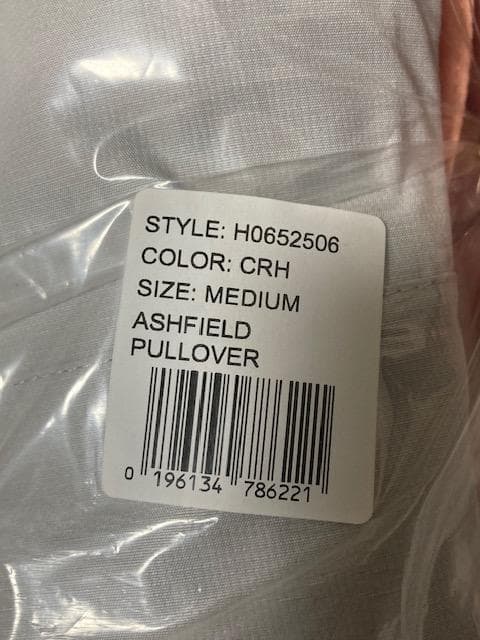 STYLE: H0652506
COLOR: CRH
SIZE: MEDIUM
ASHFIELD
PULLOVER
0 196134 786221